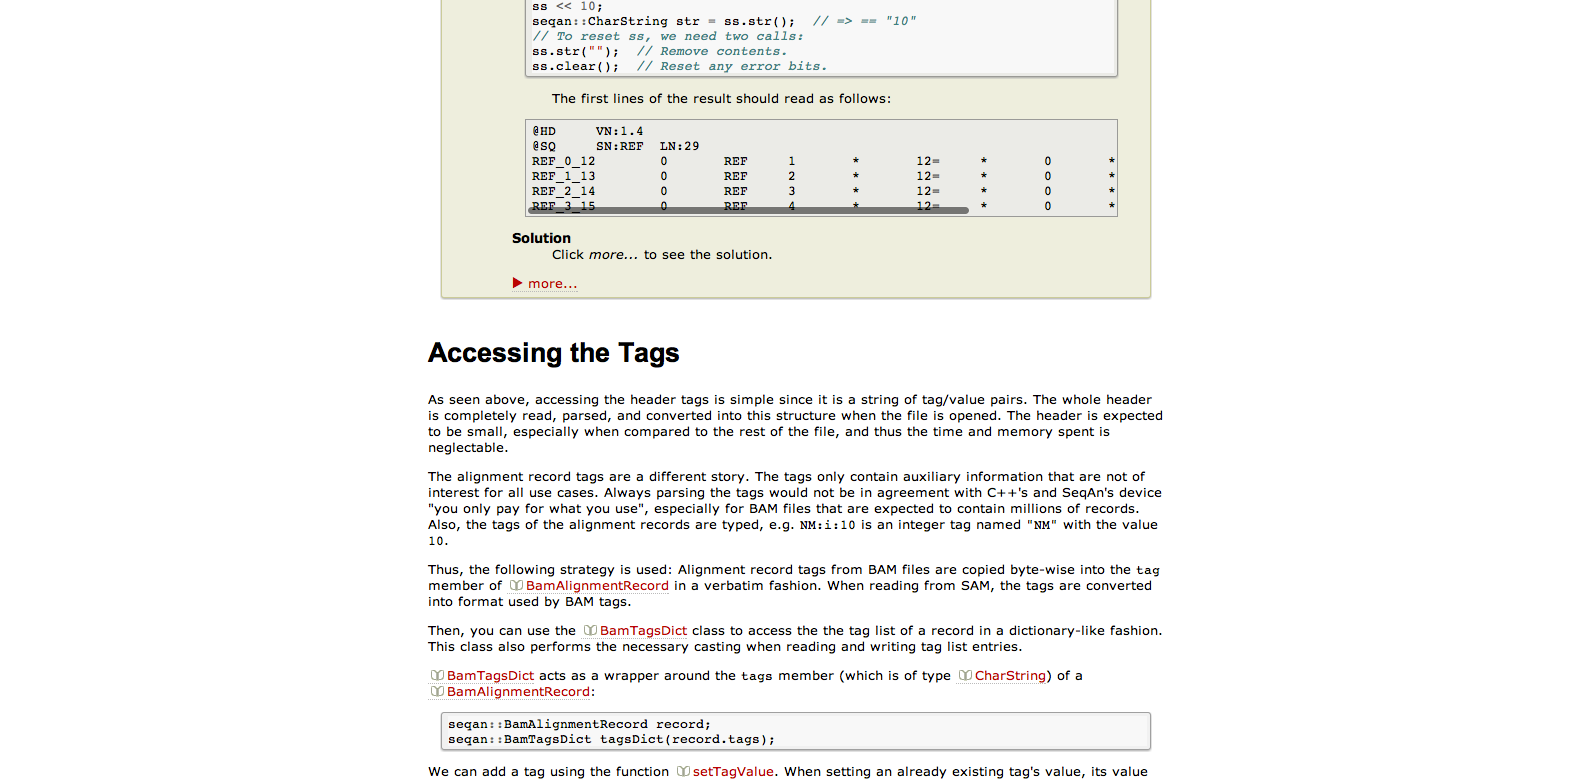 ss << 10;
seqan::CharString str = ss.str();  // => == "10"
// To reset ss, we need two calls:
ss.str("");  // Remove contents.
ss.clear();  // Reset any error bits.
The first lines of the result should read as follows:
@HD     VN:1.4
@SQ     SN:REF  LN:29
REF_0_12        0       REF     1       *       12=     *       0       *
REF_1_13        0       REF     2       *       12=     *       0       *
REF_2_14        0       REF     3       *       12=     *       0       *
REF_3_15        0       REF     4       *       12=     *       0       *
Solution
Click more... to see the solution.
more...
Accessing the Tags
As seen above, accessing the header tags is simple since it is a string of tag/value pairs. The whole header
is completely read, parsed, and converted into this structure when the file is opened. The header is expected
to be small, especially when compared to the rest of the file, and thus the time and memory spent is
neglectable.
The alignment record tags are a different story. The tags only contain auxiliary information that are not of
interest for all use cases. Always parsing the tags would not be in agreement with C++'s and SeqAn's device
"you only pay for what you use", especially for BAM files that are expected to contain millions of records.
Also, the tags of the alignment records are typed, e.g. NM:i:10 is an integer tag named "NM" with the value
10.
Thus, the following strategy is used: Alignment record tags from BAM files are copied byte-wise into the tag
member of BamAlignmentRecord in a verbatim fashion. When reading from SAM, the tags are converted
into format used by BAM tags.
Then, you can use the BamTagsDict class to access the the tag list of a record in a dictionary-like fashion.
This class also performs the necessary casting when reading and writing tag list entries.
BamTagsDict acts as a wrapper around the tags member (which is of type CharString) of a
BamAlignmentRecord:
seqan::BamAlignmentRecord record;
seqan::BamTagsDict tagsDict(record.tags);
We can add a tag using the function setTagValue. When setting an already existing tag's value, its value